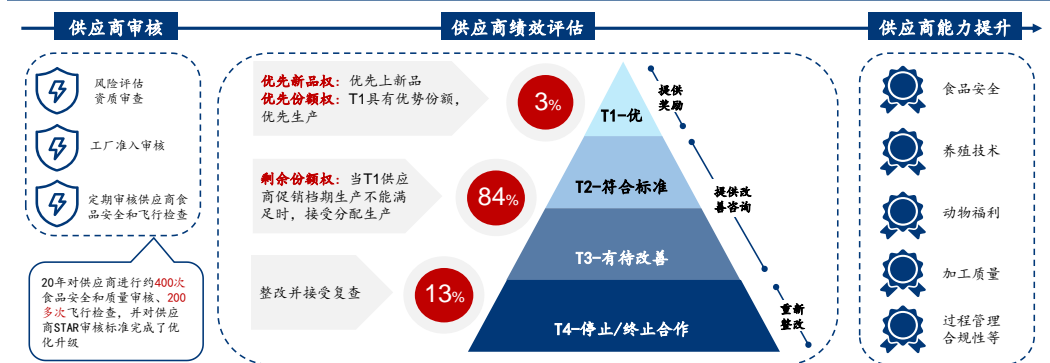 供应商审核
供应商绩效评估
供应商能力提升
风险评估
资质审查
工厂准入审核
定期审核供应商食
品安全和飞行检查
20年对供应商进行约400次
食品安全和质量审核、200
多次飞行检查，并对供应
商STAR审核标准完成了优
化升级
优先新品权：优先上新品
优先份额权：T1具有优势份额，
优先生产
3%
剩余份额权：当T1供应
商促销档期生产不能满
足时，接受分配生产
84%
整改并接受复查
13%
T1-优
T2-符合标准
T3-有待改善
T4-停止/终止合作
提供
奖励
提供改
善咨询
重新
整改
食品安全
养殖技术
动物福利
加工质量
过程管理
合规性等